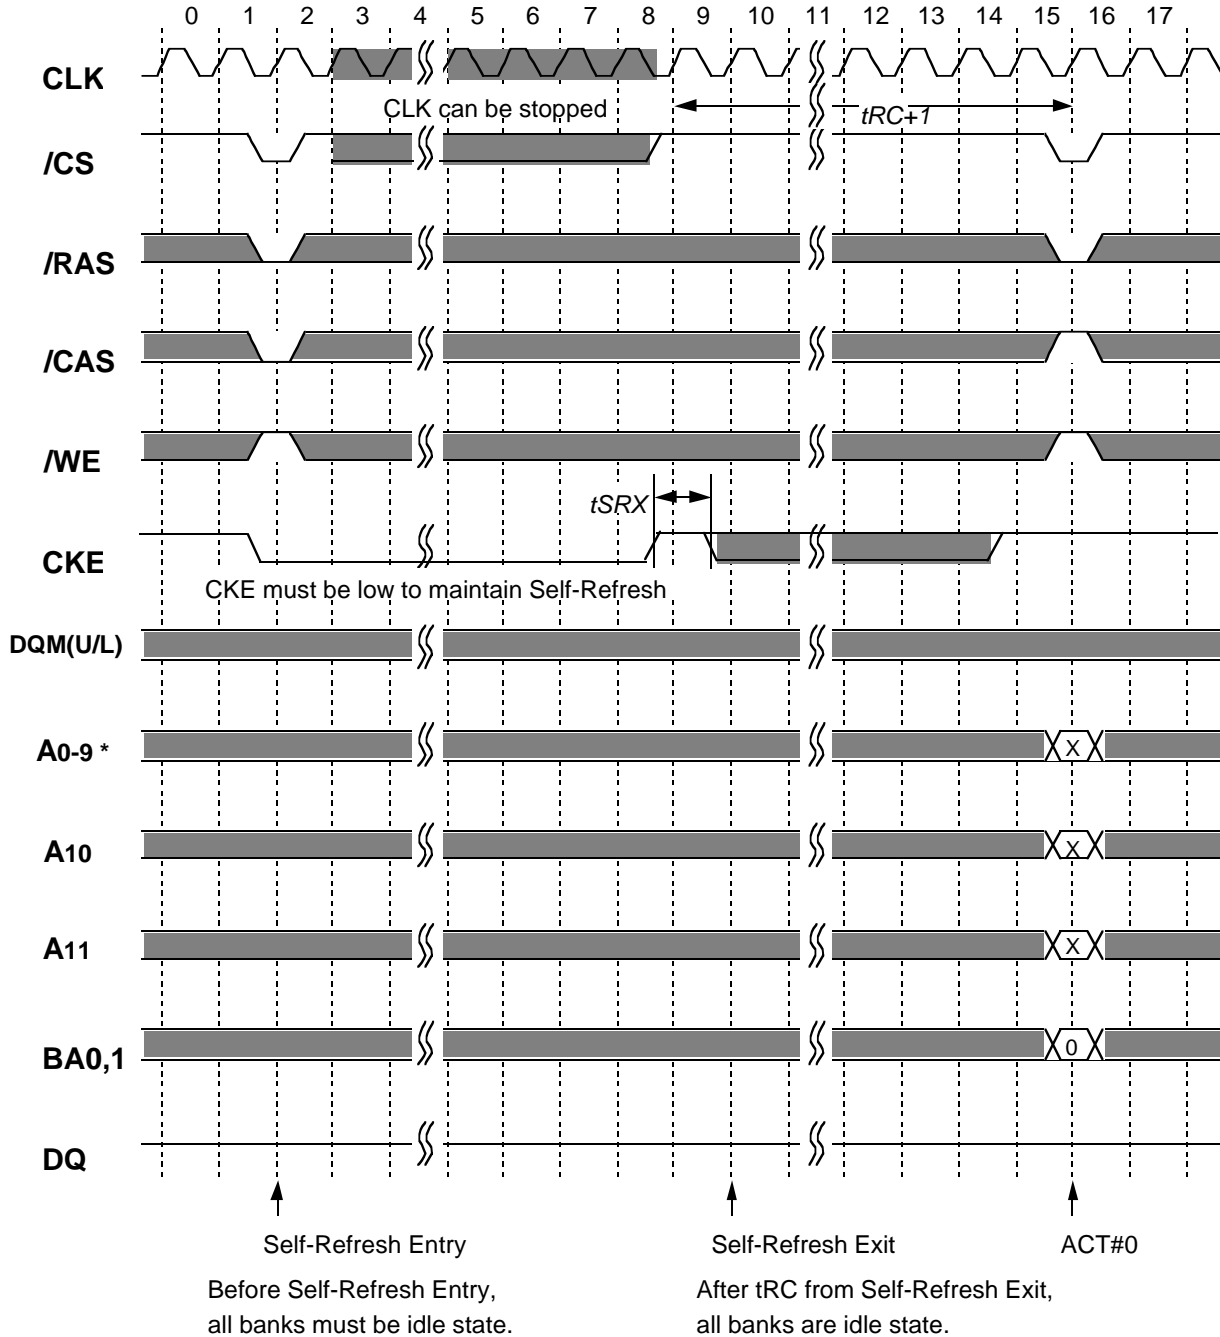 0 1 2 3 4 5 6 7 8 9 10 11 12 13 14 15 16 17
CLK
CLK can be stopped
tRC+1
/CS
/RAS
/CAS
/WE
tSRX
CKE
CKE must be low to maintain Self-Refresh
DQM(U/L)
A0-9 *
X
A10
X
A11
X
BA0,1
0
DQ
Self-Refresh Entry
Self-Refresh Exit
ACT#0
Before Self-Refresh Entry,
all banks must be idle state.
After tRC from Self-Refresh Exit,
all banks are idle state.